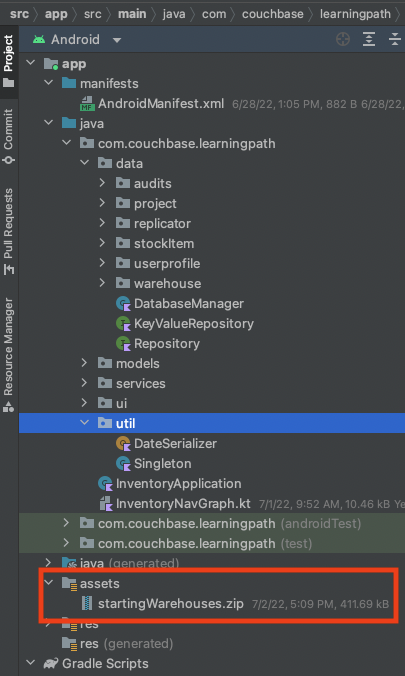 src › app › src › main › java › com › couchbase › learningpath ›
Project
Commit
Pull Requests
Resource Manager
Android
app
manifests
AndroidManifest.xml 6/28/22, 1:05 PM, 882 B 6/28/22,
MF
java
com.couchbase.learningpath
data
audits
project
replicator
stockItem
userprofile
warehouse
DatabaseManager
KeyValueRepository
Repository
models
services
ui
util
DateSerializer
Singleton
InventoryApplication
InventoryNavGraph.kt 7/1/22, 9:52 AM, 10.46 kB Yesterday
com.couchbase.learningpath (androidTest)
com.couchbase.learningpath (test)
java (generated)
assets
startingWarehouses.zip 7/2/22, 5:09 PM, 411.69 kB
res
res (generated)
Gradle Scripts